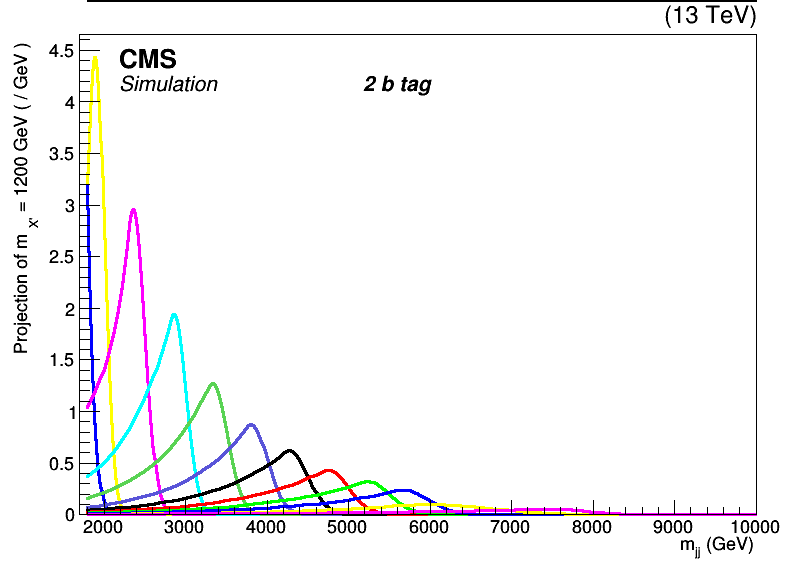 (13 TeV)
CMS
Simulation
2 b tag
Projection of m_X' = 1200 GeV ( / GeV )
4.5
4
3.5
3
2.5
2
1.5
1
0.5
0
2000 3000 4000 5000 6000 7000 8000 9000 10000
m_jj (GeV)